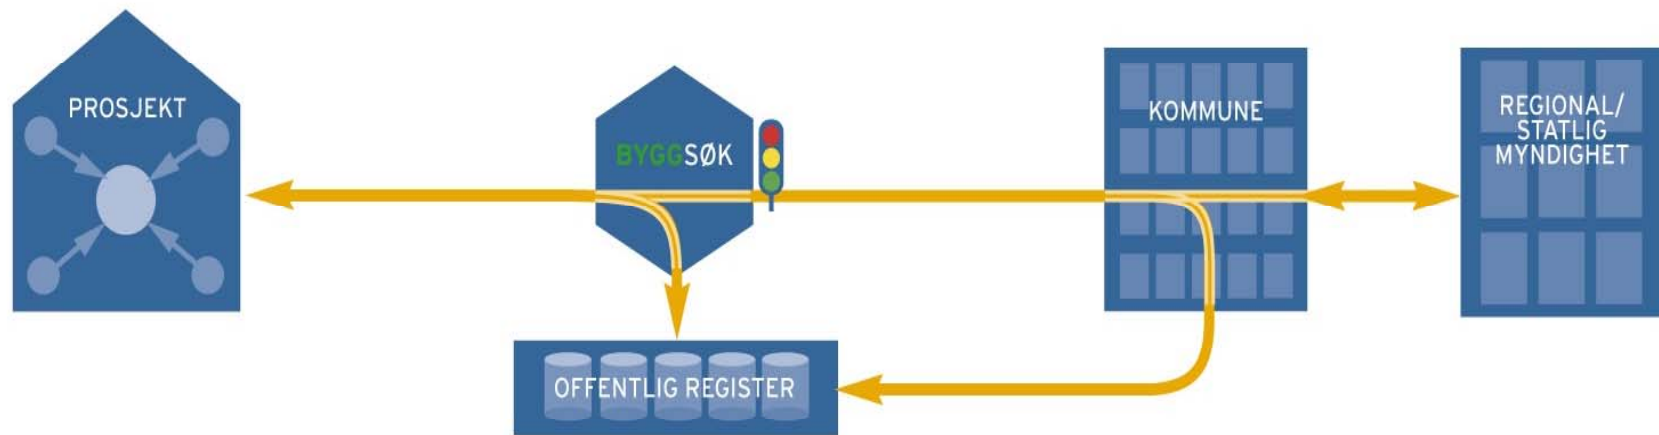 PROSJEKT
BYGGSØK
KOMMUNE
REGIONAL/
STATLIG
MYNDIGHET
OFFENTLIG REGISTER